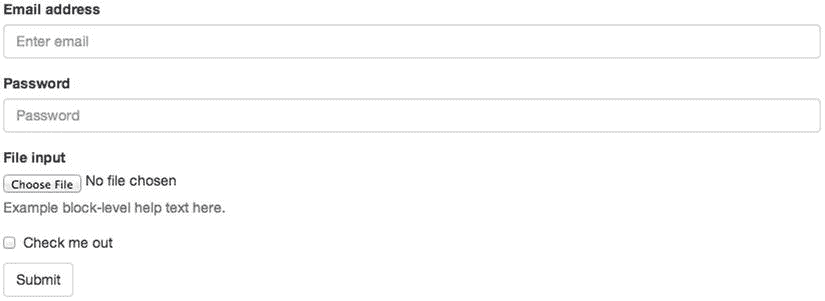 Email address
Enter email
Password
Password
File input
Choose File No file chosen
Example block-level help text here.
Check me out
Submit